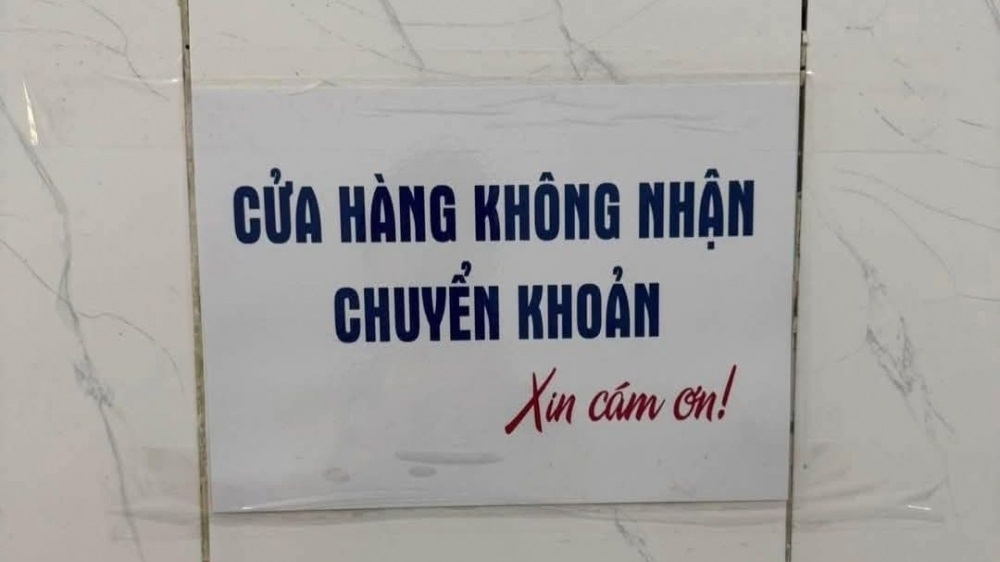 CỬA HÀNG KHÔNG NHẬN
CHUYỂN KHOẢN
Xin cám ơn!